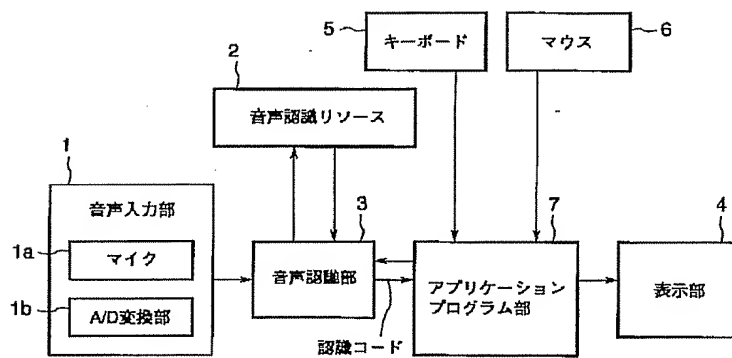 5
キーボード
マウス
6
2
音声認識リソース
1
音声入力部
1a
マイク
1b
A/D変換部
3
音声認識部
7
アプリケーション
プログラム部
4
表示部
認識コード